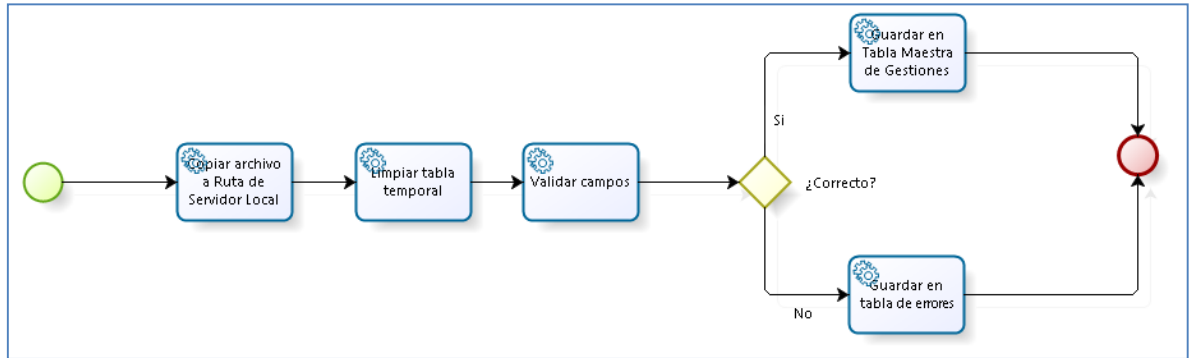 Guardar en
Tabla Maestra
de Gestiones
Si
Copiar archivo
a Ruta de
Servidor Local
Limpiar tabla
temporal
Validar campos
¿Correcto?
Guardar en
tabla de errores
No